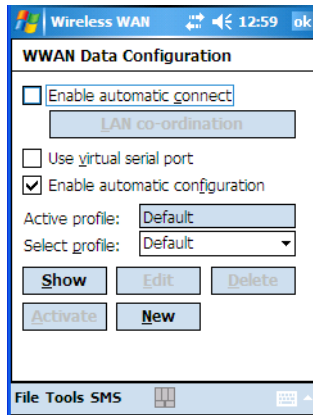 Wireless WAN 12:59 ok
WWAN Data Configuration
Enable automatic connect
LAN co-ordination
Use virtual serial port
Enable automatic configuration
Active profile: Default
Select profile: Default
Show Edit Delete
Activate New
File Tools SMS